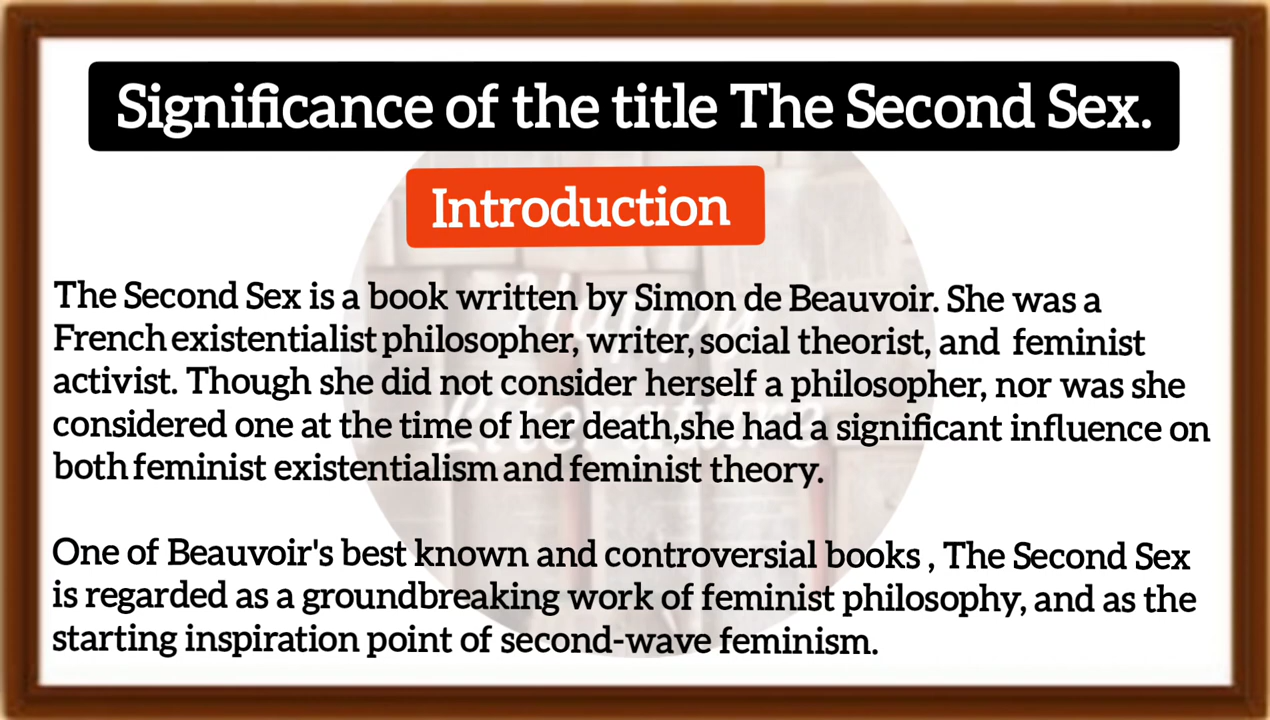 Significance of the title The Second Sex.
Introduction
The Second Sex is a book written by Simon de Beauvoir. She was a
French existentialist philosopher, writer, social theorist, and feminist
activist. Though she did not consider herself a philosopher, nor was she
considered one at the time of her death,she had a significant influence on
both feminist existentialism and feminist theory.
One of Beauvoir's best known and controversial books , The Second Sex
is regarded as a groundbreaking work of feminist philosophy, and as the
starting inspiration point of second-wave feminism.
Happy
Literature